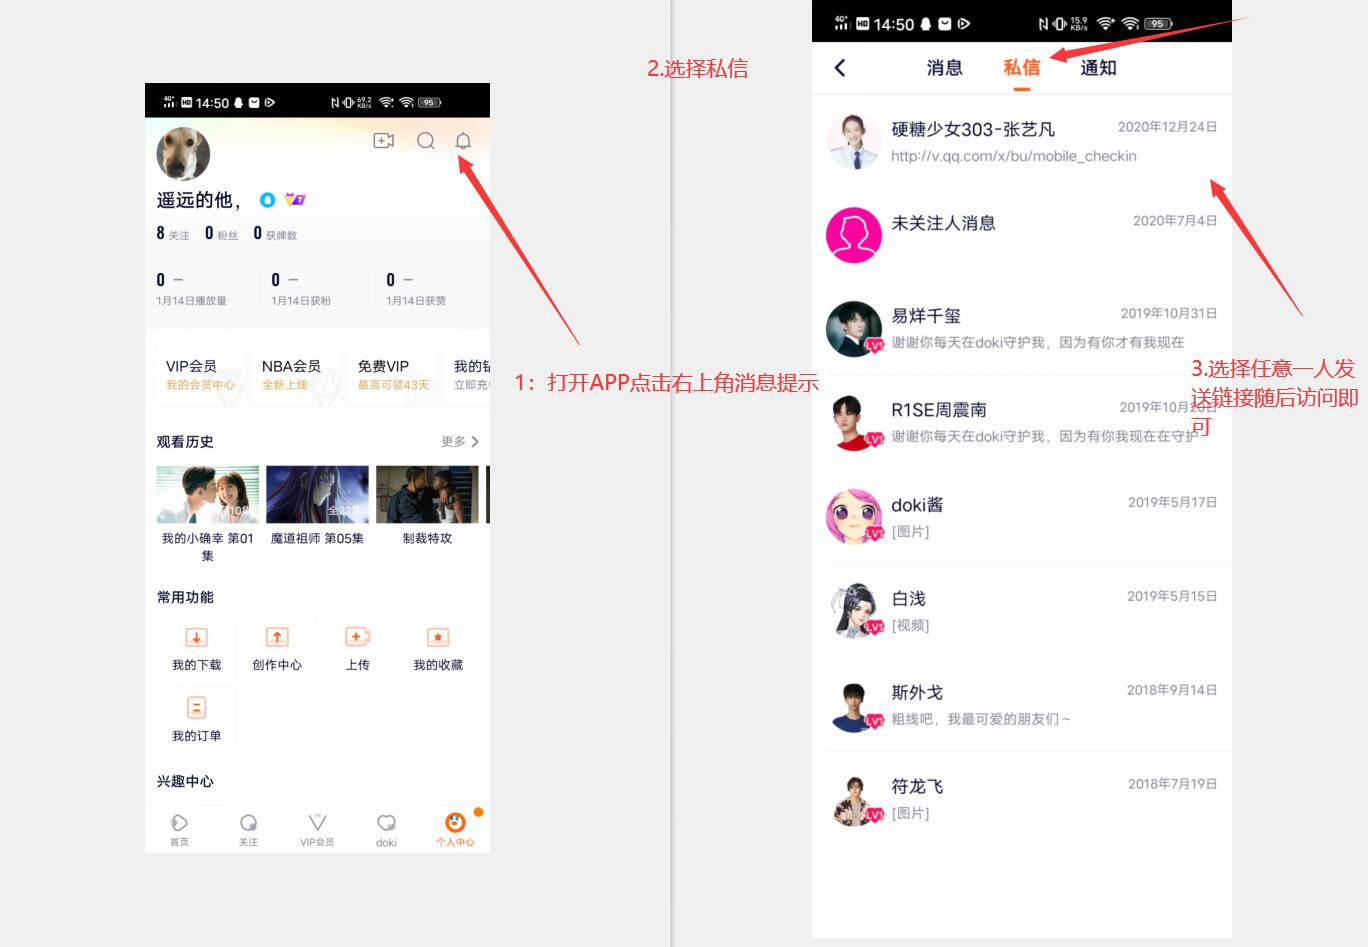 14:50
69.2 KB/s
95
遥远的他，
8 关注 0 粉丝 0 获牌数
0 — 0 — 0 —
1月14日播放量 1月14日获粉 1月14日获赞
VIP会员 NBA会员 免费VIP 我的
我的会员中心 全新上线 最高可领43天 立即充
观看历史 更多
全23集
我的小确幸 第01集 魔道祖师 第05集 制裁特攻
常用功能
我的下载 创作中心 上传 我的收藏
我的订单
兴趣中心
首页 关注 VIP会员 doki 个人中心
1：打开APP点击右上角消息提示
2.选择私信
4G HD 14:50 15.9 KB/s 95
消息 私信 通知
硬糖少女303-张艺凡 2020年12月24日
http://v.qq.com/x/bu/mobile_checkin
未关注人消息 2020年7月4日
易烊千玺 2019年10月31日
LV1 谢谢你每天在doki守护我，因为有你才有我现在
R1SE周震南 2019年10月
LV1 谢谢你每天在doki守护我，因为有你我现在在守护
doki酱 2019年5月17日
LV1 [图片]
白浅 2019年5月15日
LV1 [视频]
斯外戈 2018年9月14日
LV1 粗线吧，我最可爱的朋友们～
符龙飞 2018年7月19日
LV1 [图片]
3.选择任意一人发
送链接随后访问即
可